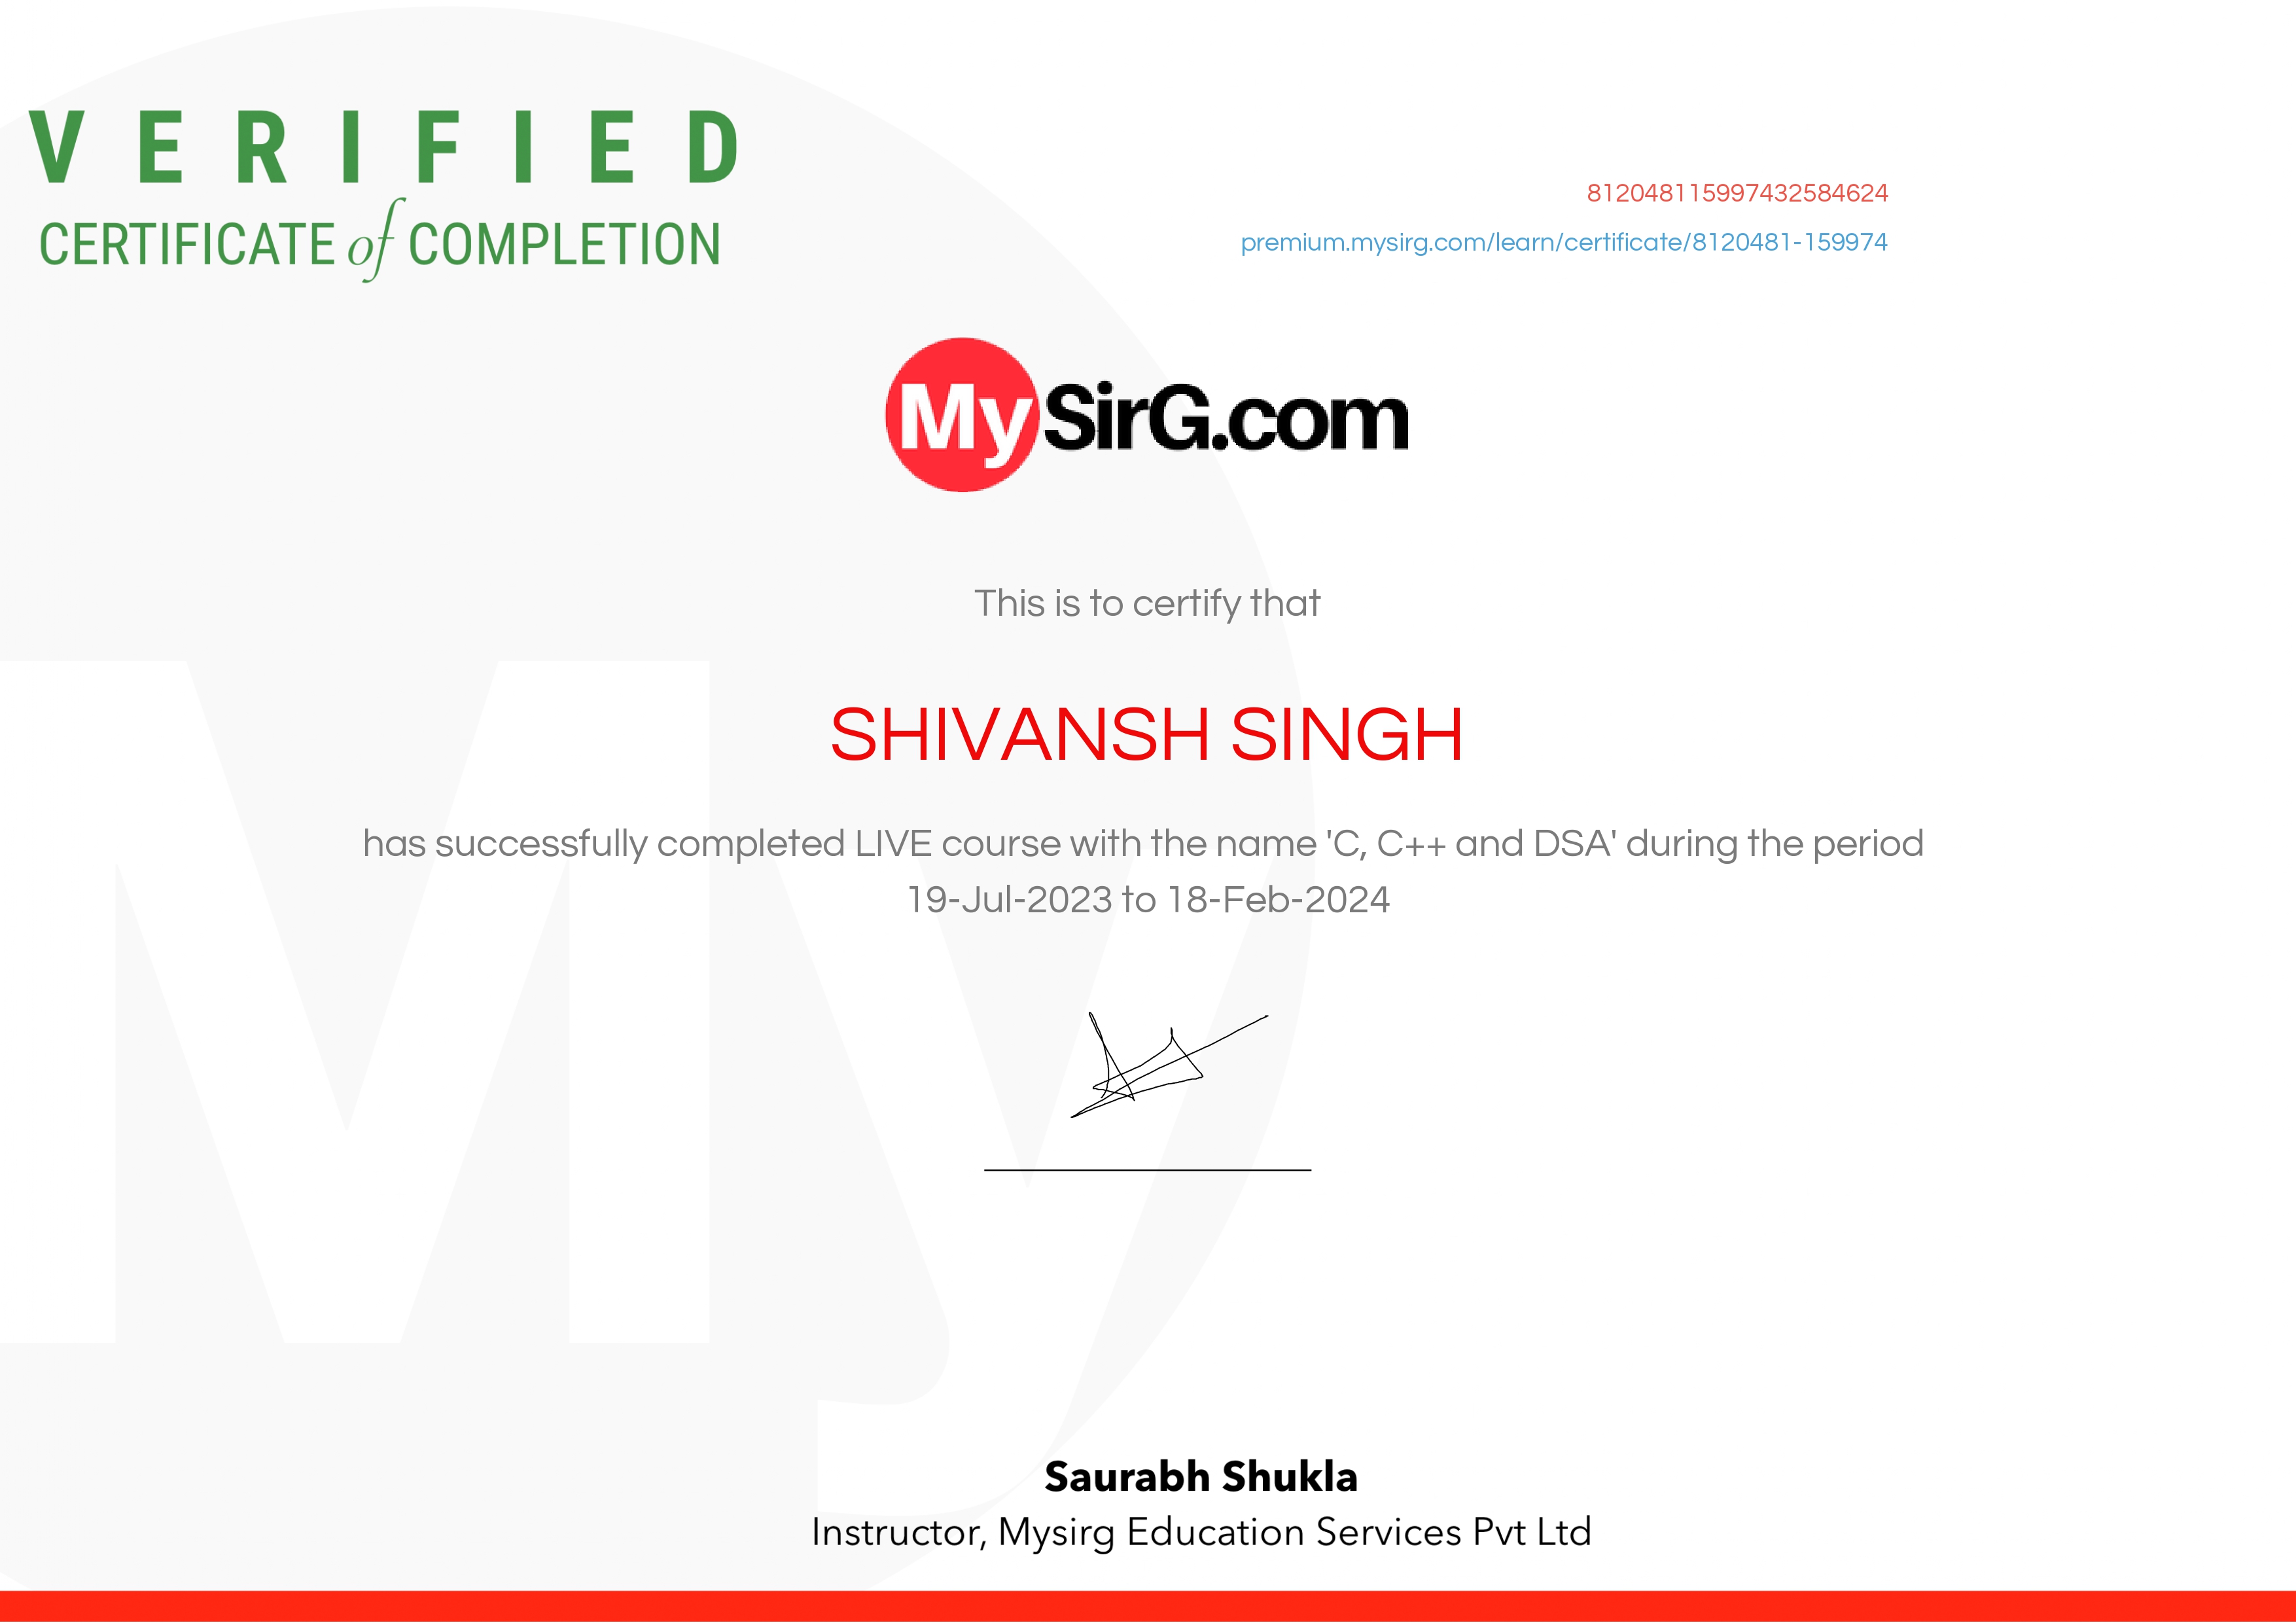 VERIFIED
CERTIFICATE of COMPLETION
812048115997432584624
premium.mysirg.com/learn/certificate/8120481-159974
MySirG.com
This is to certify that
SHIVANSH SINGH
has successfully completed LIVE course with the name 'C, C++ and DSA' during the period
19-Jul-2023 to 18-Feb-2024
Saurabh Shukla
Instructor, Mysirg Education Services Pvt Ltd
My